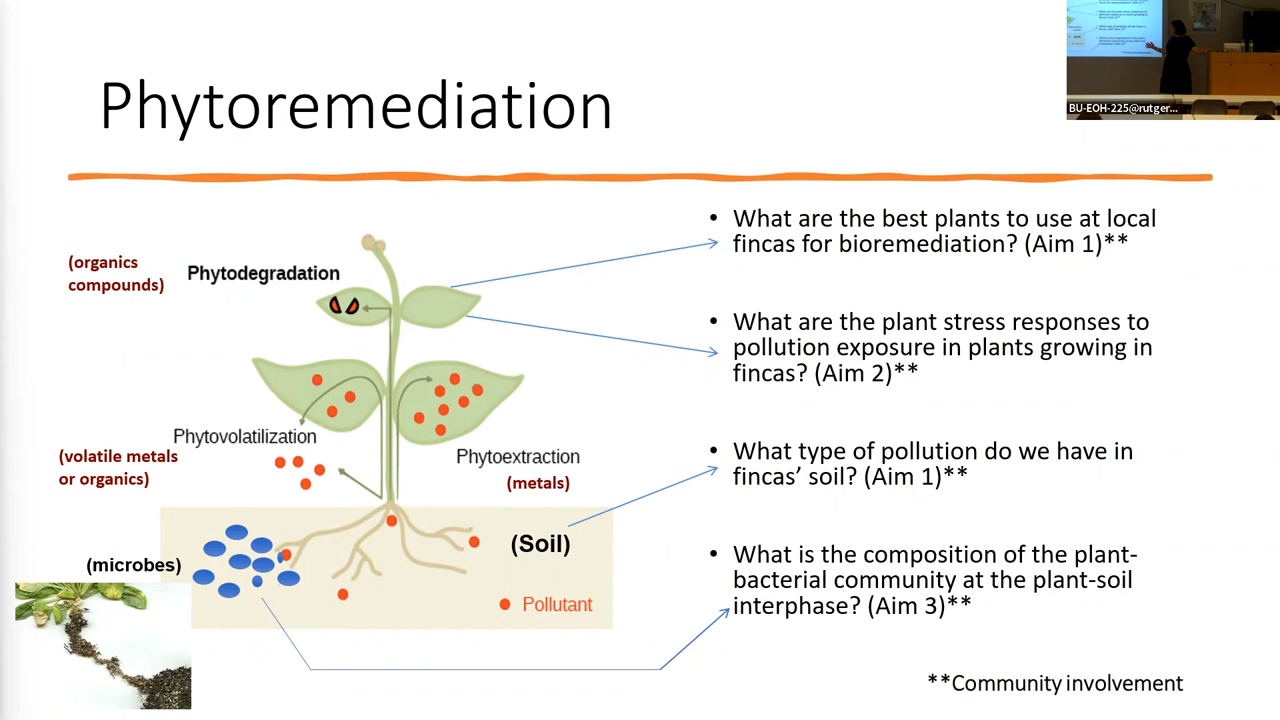 Phytoremediation
BU-EOH-225@rutger...
(organics
compounds)
Phytodegradation
Phytovolatilization
(volatile metals
or organics)
Phytoextraction
(metals)
(Soil)
(microbes)
Pollutant
• What are the best plants to use at local
fincas for bioremediation? (Aim 1)**
• What are the plant stress responses to
pollution exposure in plants growing in
fincas? (Aim 2)**
• What type of pollution do we have in
fincas’ soil? (Aim 1)**
• What is the composition of the plant-
bacterial community at the plant-soil
interphase? (Aim 3)**
**Community involvement